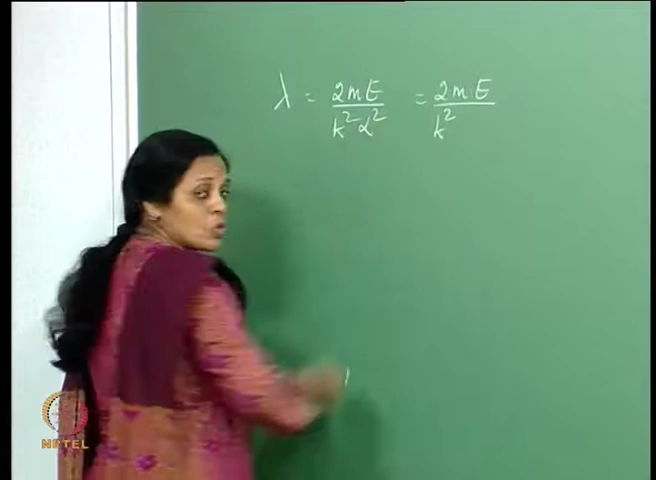 λ = 2mE / k²α² = 2mE / k²
NPTEL